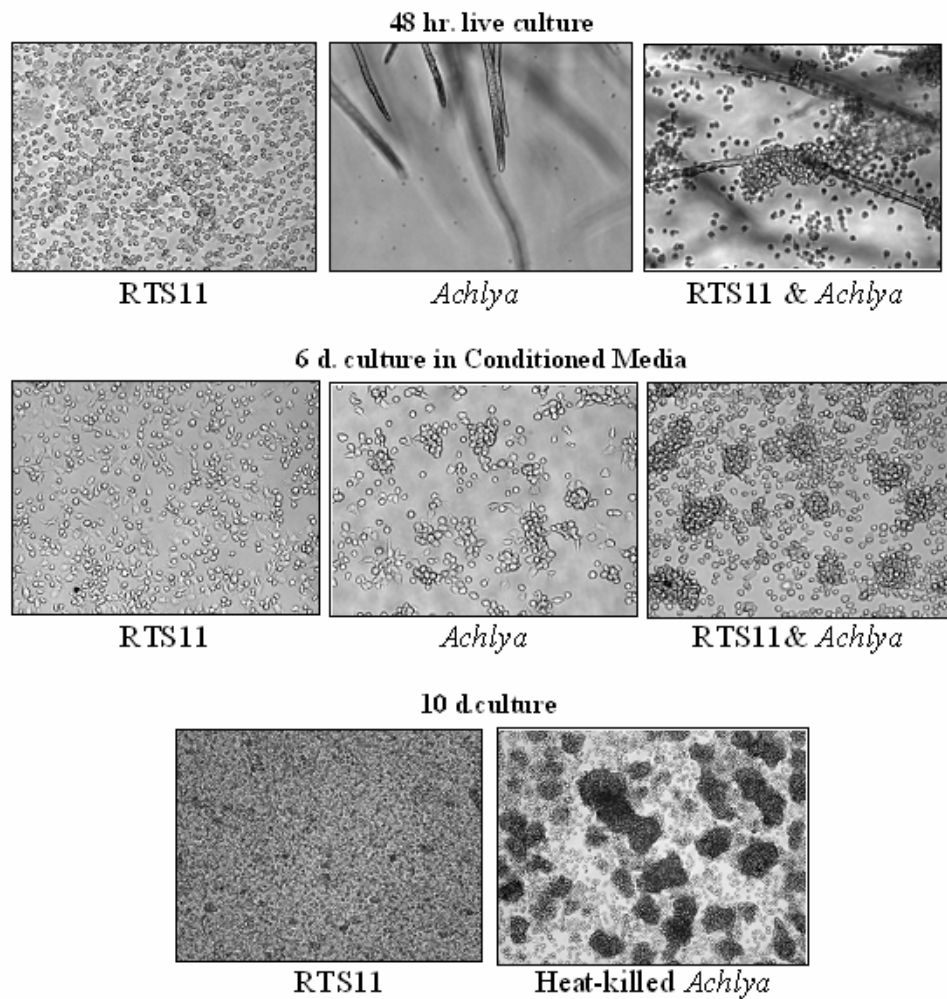 48 hr. live culture
RTS11 Achlya RTS11 & Achlya
6 d. culture in Conditioned Media
RTS11 Achlya RTS11& Achlya
10 d.culture
RTS11 Heat-killed Achlya